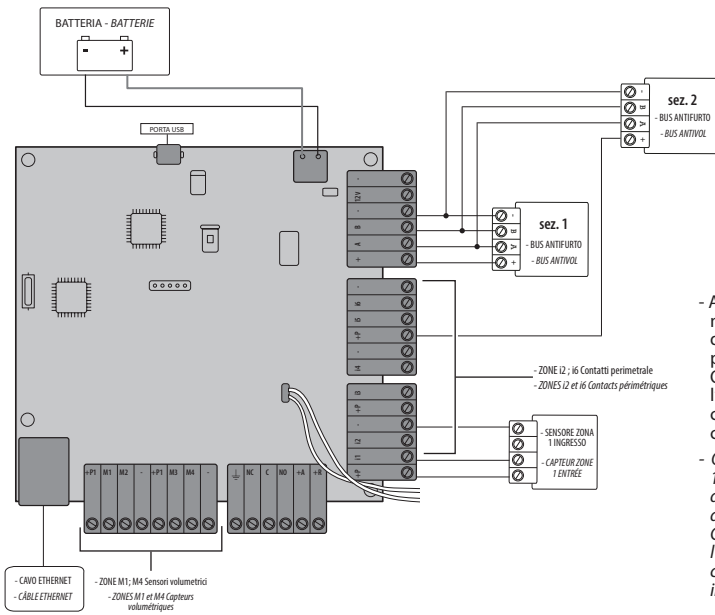 BATTERIA - BATTERIE
- +
PORTA USB
-
12V
-
B
A
+
-
i6
i5
+P
-
i4
i3
+P
-
i2
i1
+P
-
B
A
+
sez. 1
- BUS ANTIFURTO
- BUS ANTIVOL
-
B
A
+
sez. 2
- BUS ANTIFURTO
- BUS ANTIVOL
- ZONE i2 ; i6 Contatti perimetrale
- ZONES i2 et i6 Contacts périmétriques
- SENSORE ZONA
1 INGRESSO
- CAPTEUR ZONE
1 ENTRÉE
+P1 M1 M2 - +P1 M3 M4 -
NC C NO +A +R
- CAVO ETHERNET
- CÂBLE ETHERNET
- ZONE M1; M4 Sensori volumetrici
- ZONES M1 et M4 Capteurs
volumétriques